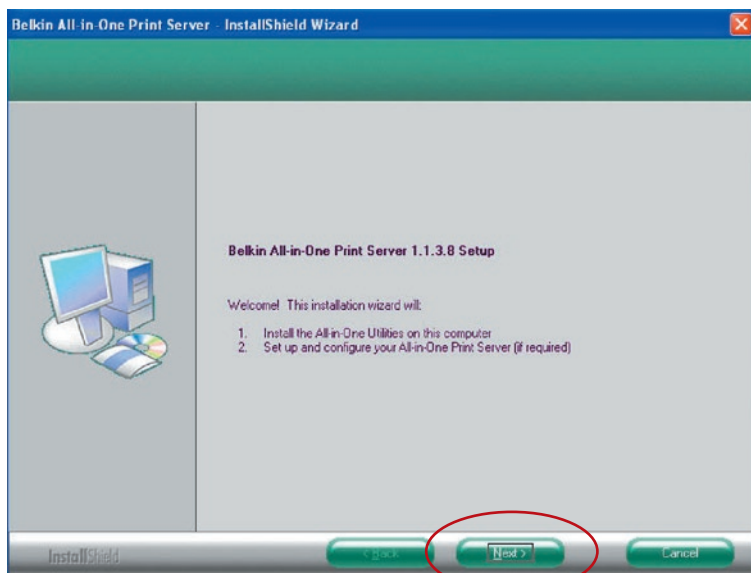 Belkin All-in-One Print Server - InstallShield Wizard
Belkin All-in-One Print Server 1.1.3.8 Setup
Welcome! This installation wizard will:
1. Install the All-in-One Utilities on this computer
2. Set up and configure your All-in-One Print Server (if required)
InstallShield
< Back
Next >
Cancel